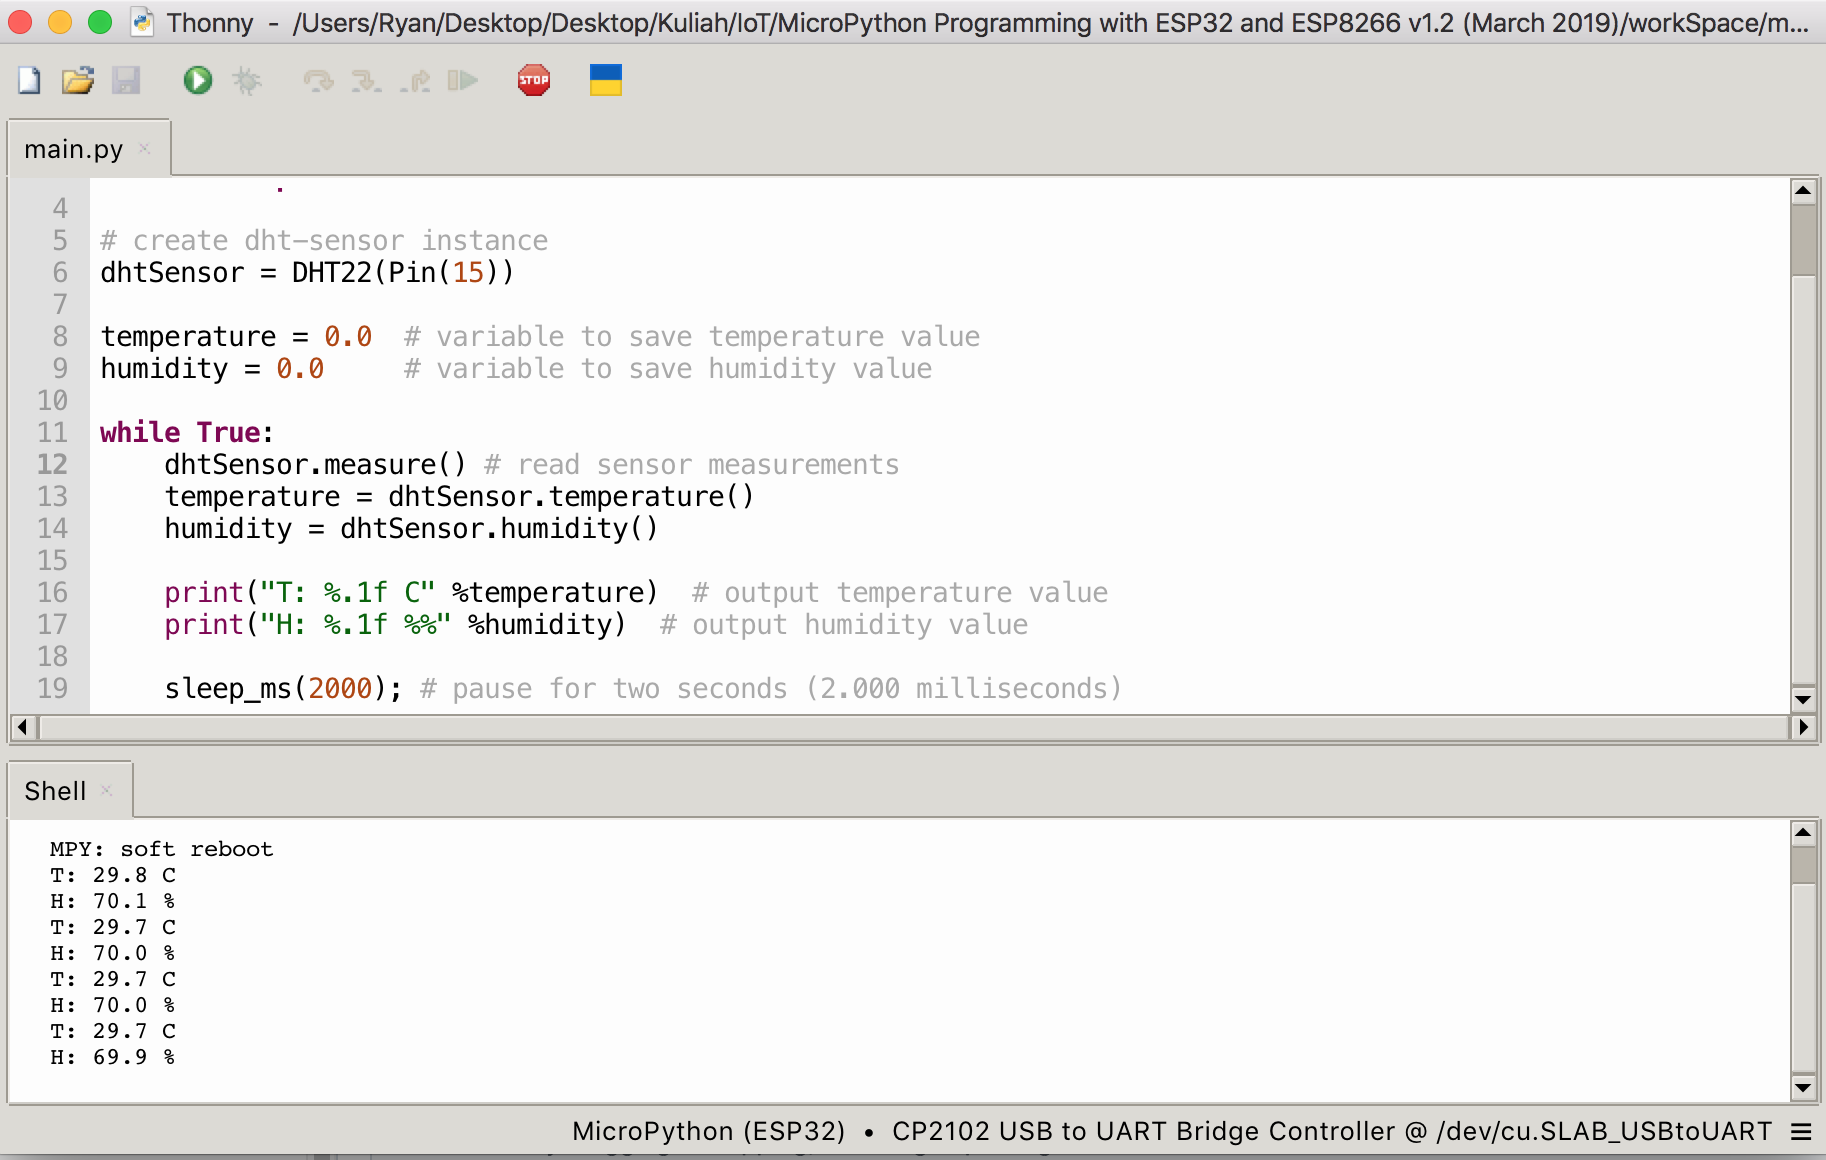 Thonny - /Users/Ryan/Desktop/Desktop/Kuliah/IoT/MicroPython Programming with ESP32 and ESP8266 v1.2 (March 2019)/workSpace/m...
STOP
main.py
4
5 # create dht-sensor instance
6 dhtSensor = DHT22(Pin(15))
7
8 temperature = 0.0  # variable to save temperature value
9 humidity = 0.0     # variable to save humidity value
10
11 while True:
12     dhtSensor.measure() # read sensor measurements
13     temperature = dhtSensor.temperature()
14     humidity = dhtSensor.humidity()
15
16     print("T: %.1f C" %temperature)  # output temperature value
17     print("H: %.1f %%" %humidity)  # output humidity value
18
19     sleep_ms(2000); # pause for two seconds (2.000 milliseconds)
Shell
MPY: soft reboot
T: 29.8 C
H: 70.1 %
T: 29.7 C
H: 70.0 %
T: 29.7 C
H: 70.0 %
T: 29.7 C
H: 69.9 %
MicroPython (ESP32) • CP2102 USB to UART Bridge Controller @ /dev/cu.SLAB_USBtoUART ≡